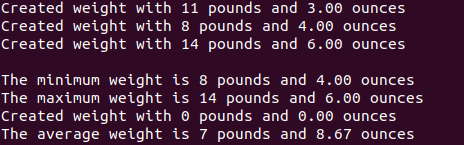 Created weight with 11 pounds and 3.00 ounces
Created weight with 8 pounds and 4.00 ounces
Created weight with 14 pounds and 6.00 ounces
The minimum weight is 8 pounds and 4.00 ounces
The maximum weight is 14 pounds and 6.00 ounces
Created weight with 0 pounds and 0.00 ounces
The average weight is 7 pounds and 8.67 ounces